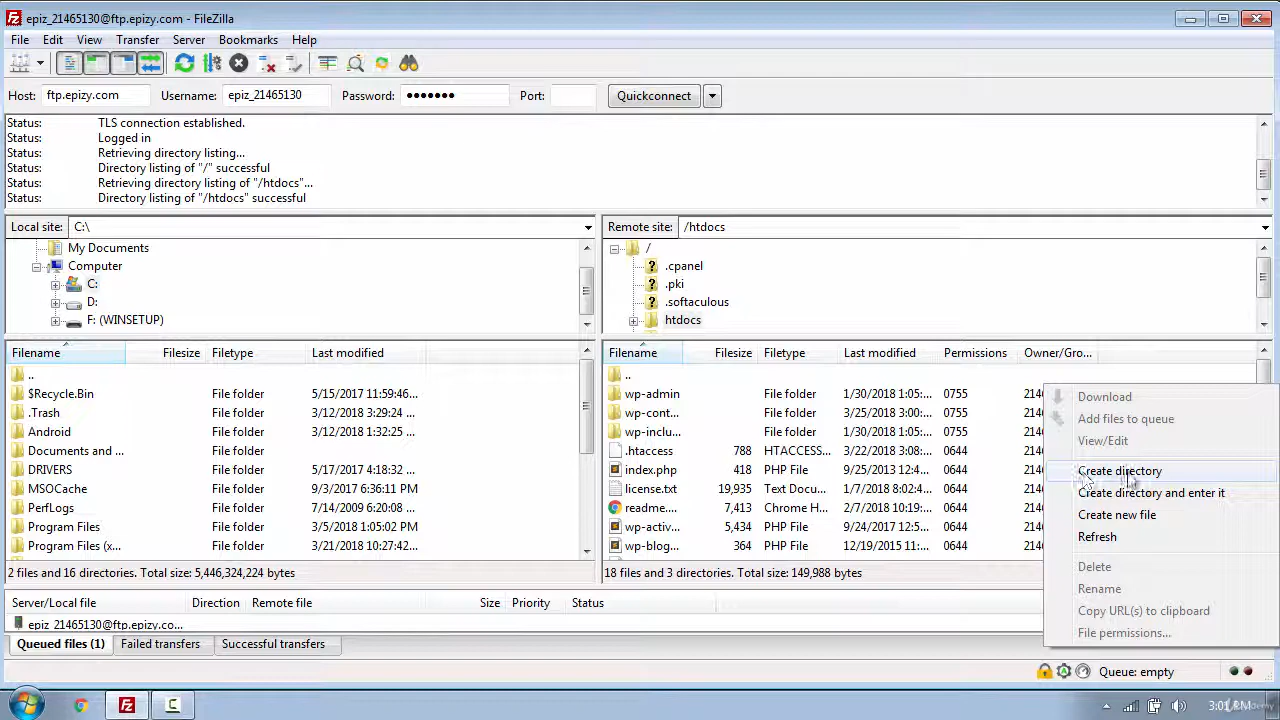 epiz_21465130@ftp.epizy.com - FileZilla
File Edit View Transfer Server Bookmarks Help
Host: ftp.epizy.com Username: epiz_21465130 Password: ●●●●●●● Port: Quickconnect
Status: TLS connection established.
Status: Logged in
Status: Retrieving directory listing...
Status: Directory listing of "/" successful
Status: Retrieving directory listing of "/htdocs"...
Status: Directory listing of "/htdocs" successful
Local site: C:\ Remote site: /htdocs
My Documents /
Computer .cpanel
C: .pki
D: .softaculous
F: (WINSETUP) htdocs
Filename Filesize Filetype Last modified Filename Filesize Filetype Last modified Permissions Owner/Gro...
.. ..
$Recycle.Bin File folder 5/15/2017 11:59:46... wp-admin File folder 1/30/2018 1:05:... 0755 2146
.Trash File folder 3/12/2018 3:29:24 ... wp-cont... File folder 3/25/2018 3:00:... 0755 2146
Android File folder 3/12/2018 1:32:25 ... wp-inclu... File folder 1/30/2018 1:05:... 0755 2146
Documents and ... File folder .htaccess 788 HTACCESS... 3/22/2018 3:08:... 0644 2146
DRIVERS File folder 5/17/2017 4:18:32 ... index.php 418 PHP File 9/25/2013 12:4... 0644 2146
MSOCache File folder 9/3/2017 6:36:11 PM license.txt 19,935 Text Docu... 1/7/2018 8:02:4... 0644 2146
PerfLogs File folder 7/14/2009 6:20:08 ... readme.... 7,413 Chrome H... 2/7/2018 10:19:... 0644 2146
Program Files File folder 3/5/2018 1:05:02 PM wp-activ... 5,434 PHP File 9/24/2017 12:5... 0644 2146
Program Files (x... File folder 3/21/2018 10:27:42... wp-blog... 364 PHP File 12/19/2015 11:... 0644 2146
Download
Add files to queue
View/Edit
Create directory
Create directory and enter it
Create new file
Refresh
Delete
Rename
Copy URL(s) to clipboard
File permissions...
2 files and 16 directories. Total size: 5,446,324,224 bytes 18 files and 3 directories. Total size: 149,988 bytes
Server/Local file Direction Remote file Size Priority Status
epiz_21465130@ftp.epizy.co...
Queued files (1) Failed transfers Successful transfers
Queue: empty
3:01 PM